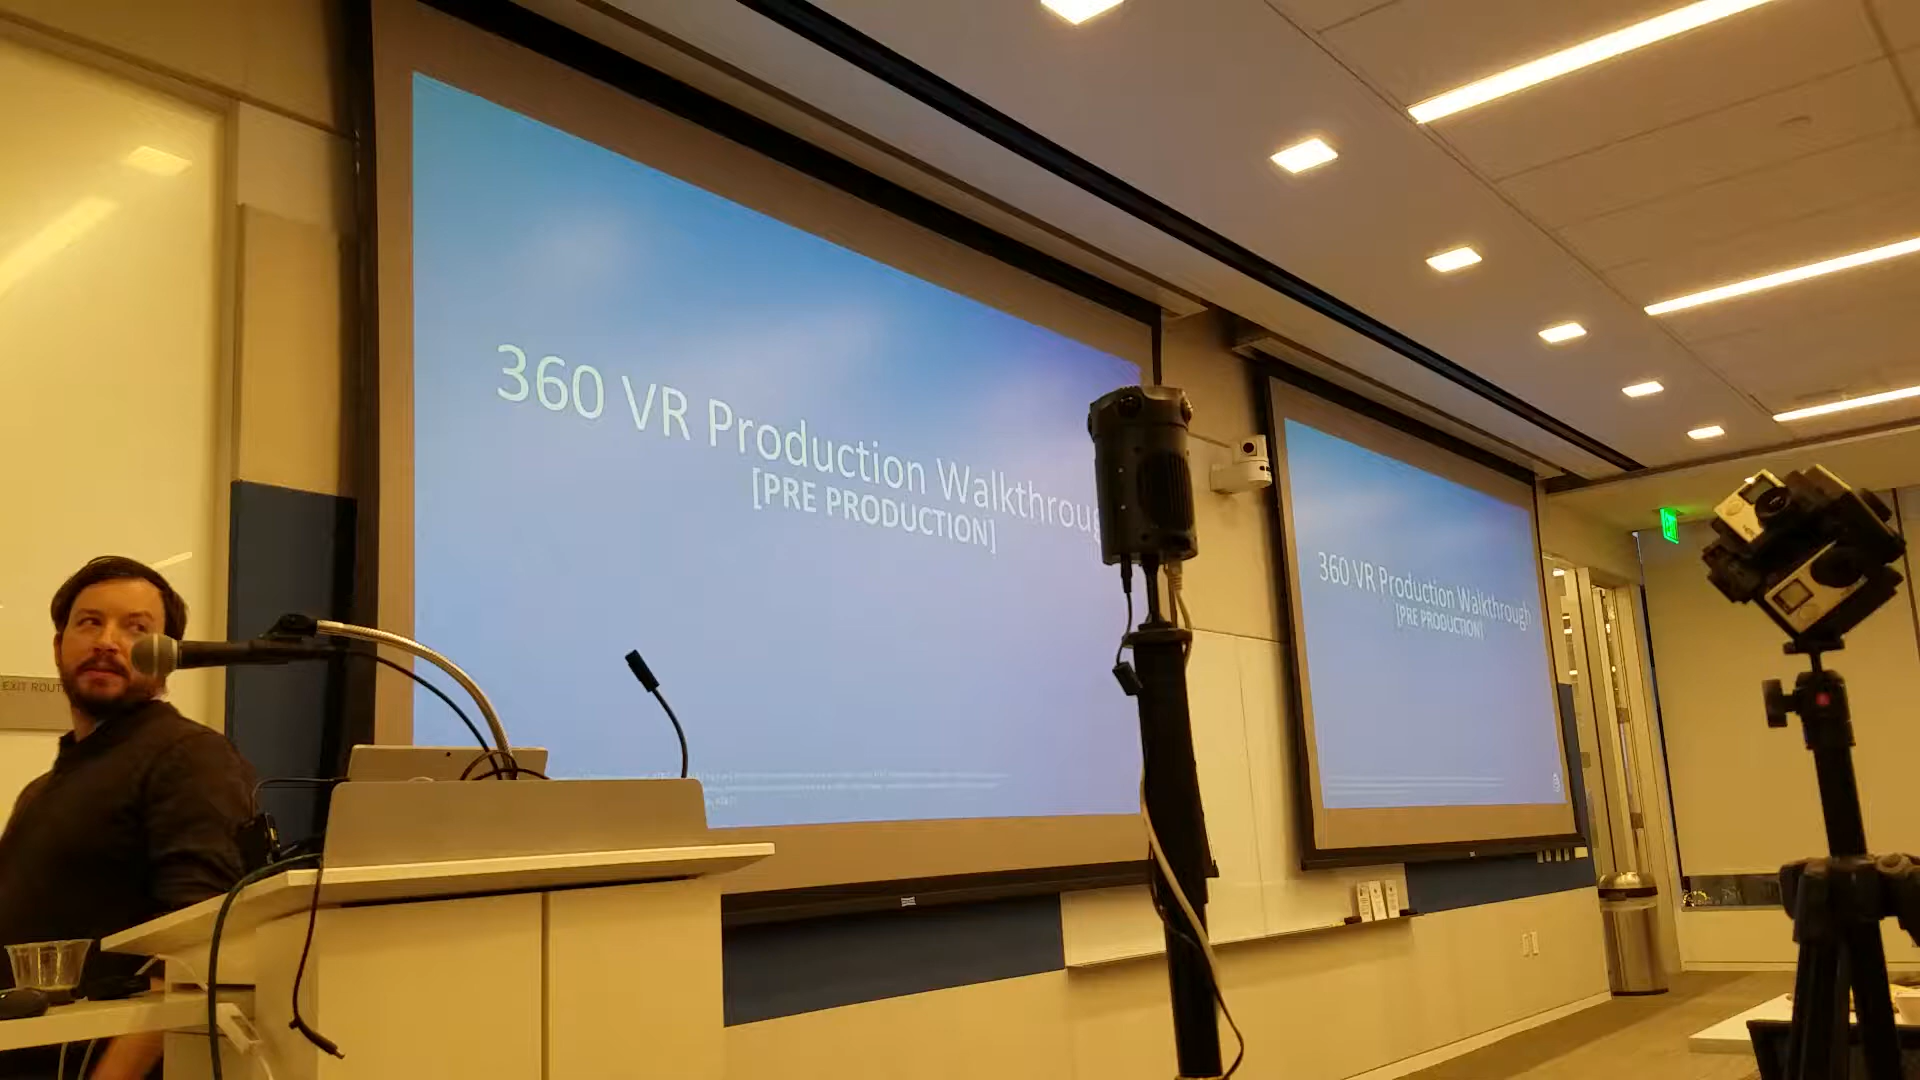 360 VR Production Walkthroug
[PRE PRODUCTION]
360 VR Production Walkthrough
[PRE PRODUCTION]
EXIT ROUT